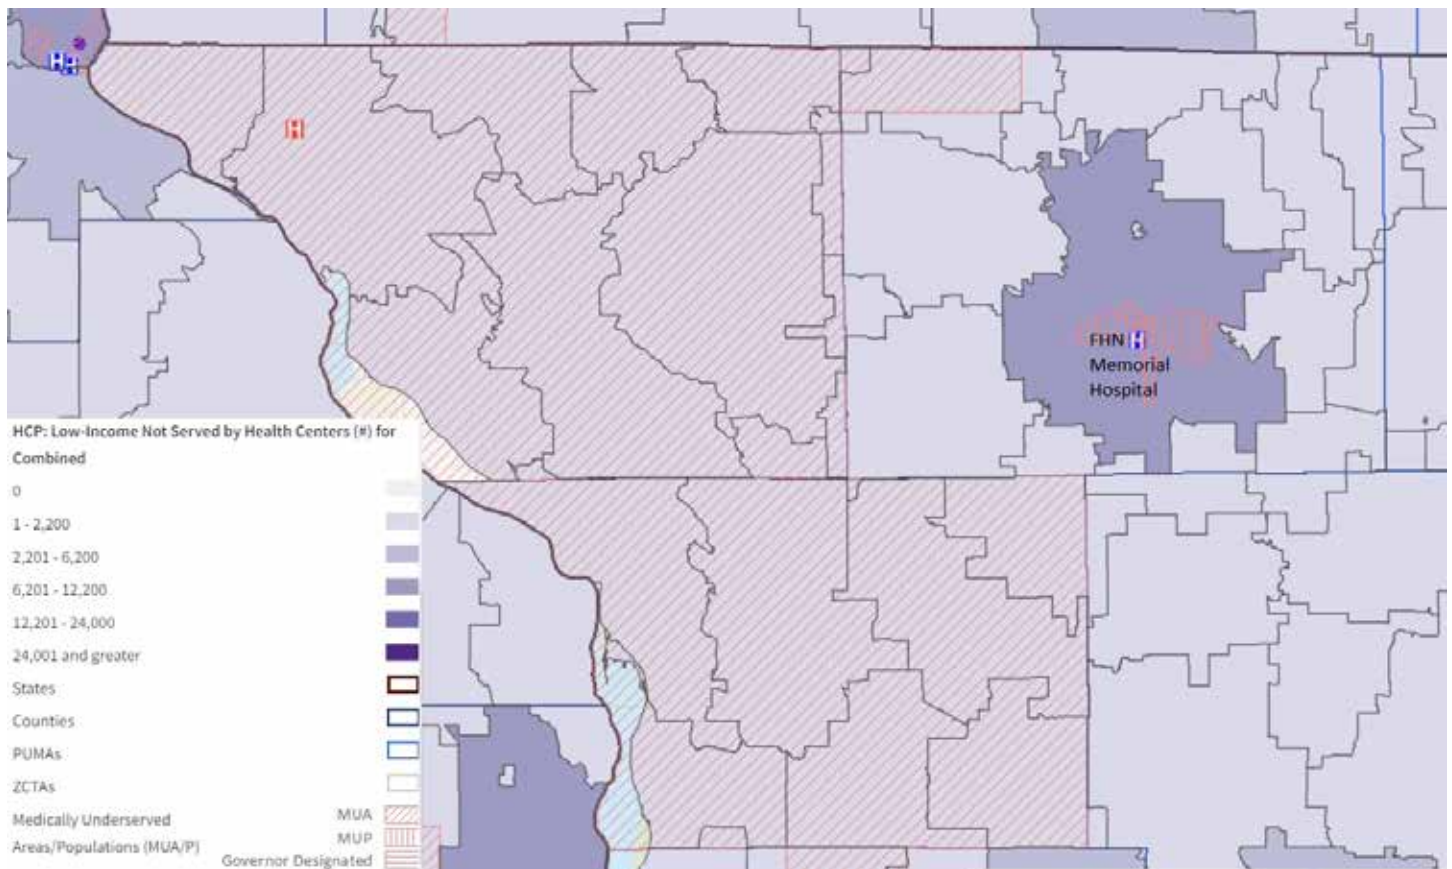 H H
H
FHN H
Memorial
Hospital
HCP: Low-Income Not Served by Health Centers (#) for
Combined
0
1 - 2,200
2,201 - 6,200
6,201 - 12,200
12,201 - 24,000
24,001 and greater
States
Counties
PUMAs
ZCTAs
Medically Underserved MUA
MUP
Areas/Populations (MUA/P)
Governor Designated